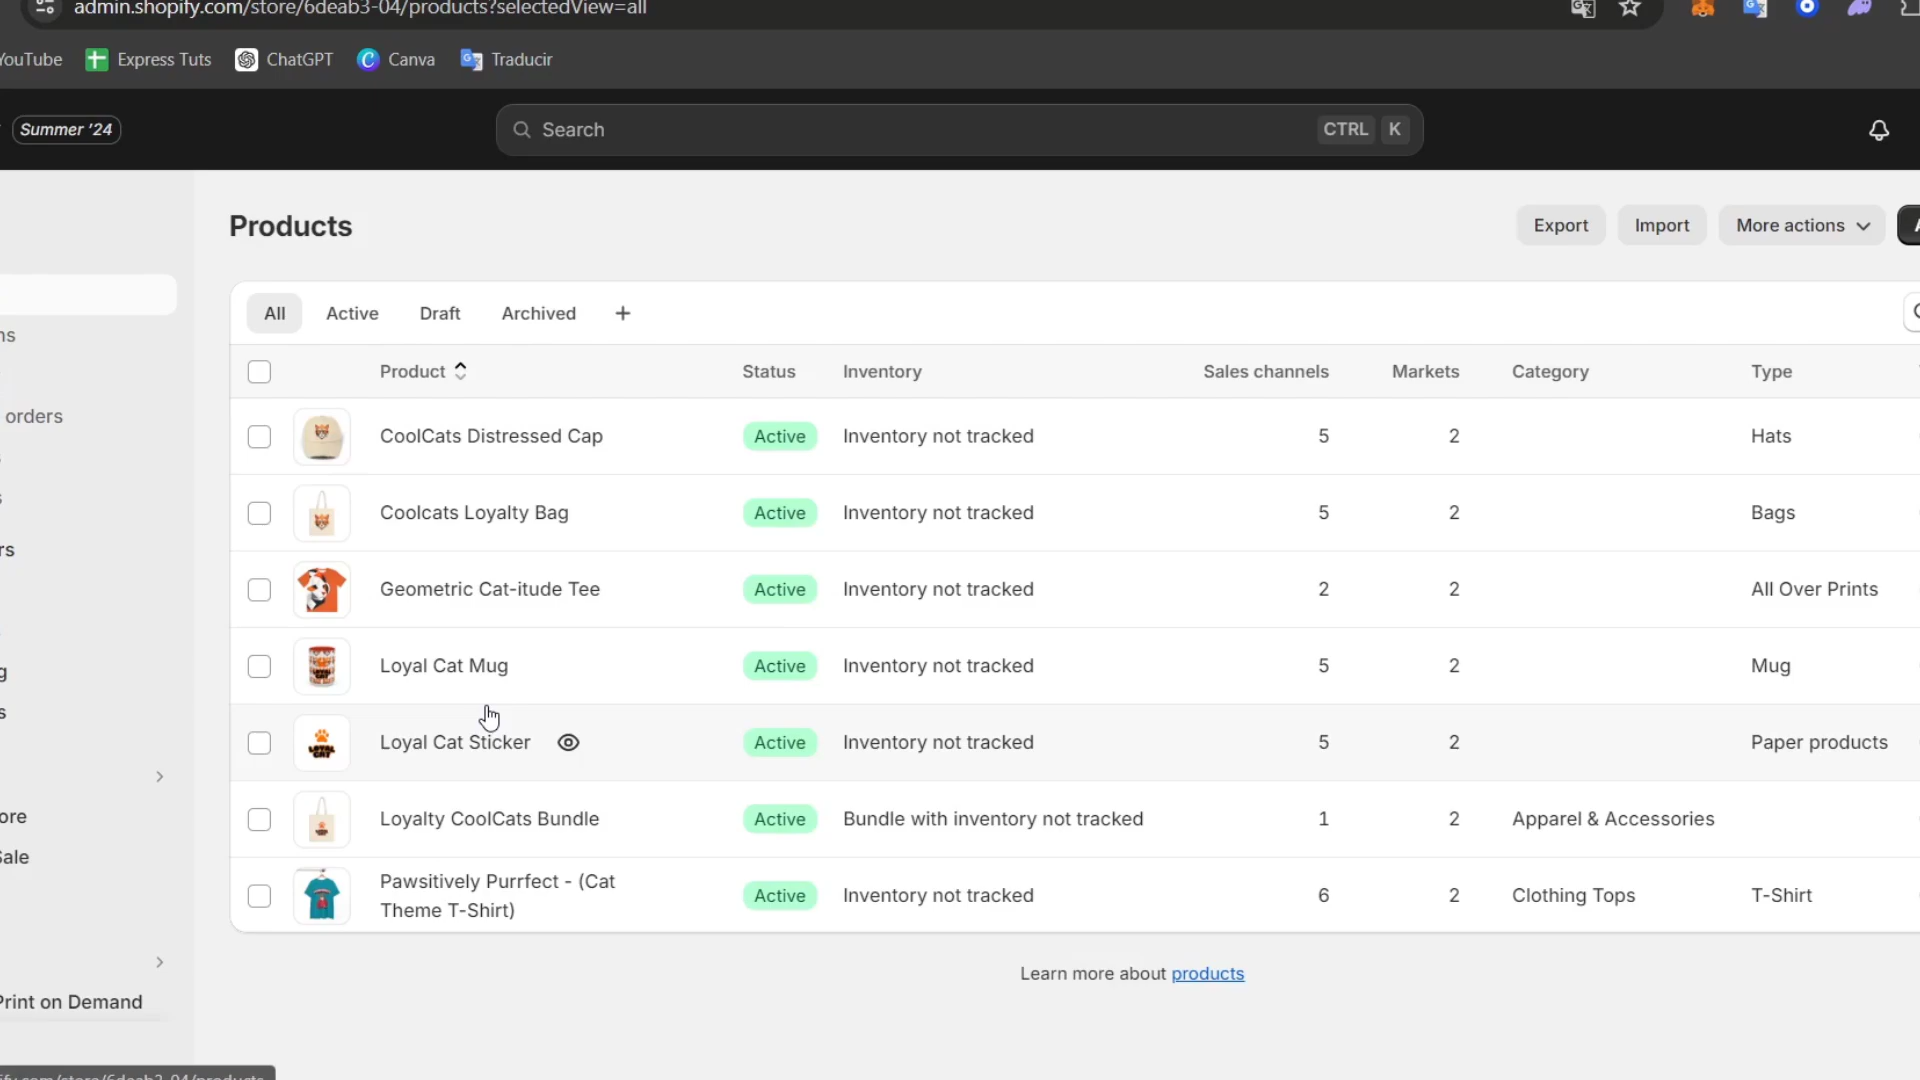 admin.shopify.com/store/6deab3-04/products?selectedView=all
YouTube Express Tuts ChatGPT Canva Traducir
Summer '24 Search CTRL K
Products Export Import More actions
All Active Draft Archived +
Product Status Inventory Sales channels Markets Category Type
CoolCats Distressed Cap Active Inventory not tracked 5 2 Hats
orders
Coolcats Loyalty Bag Active Inventory not tracked 5 2 Bags
Geometric Cat-itude Tee Active Inventory not tracked 2 2 All Over Prints
Loyal Cat Mug Active Inventory not tracked 5 2 Mug
LOYAL CAT Loyal Cat Sticker Active Inventory not tracked 5 2 Paper products
Loyalty CoolCats Bundle Active Bundle with inventory not tracked 1 2 Apparel & Accessories
Pawsitively Purrfect - (Cat
Theme T-Shirt) Active Inventory not tracked 6 2 Clothing Tops T-Shirt
Learn more about products
Print on Demand